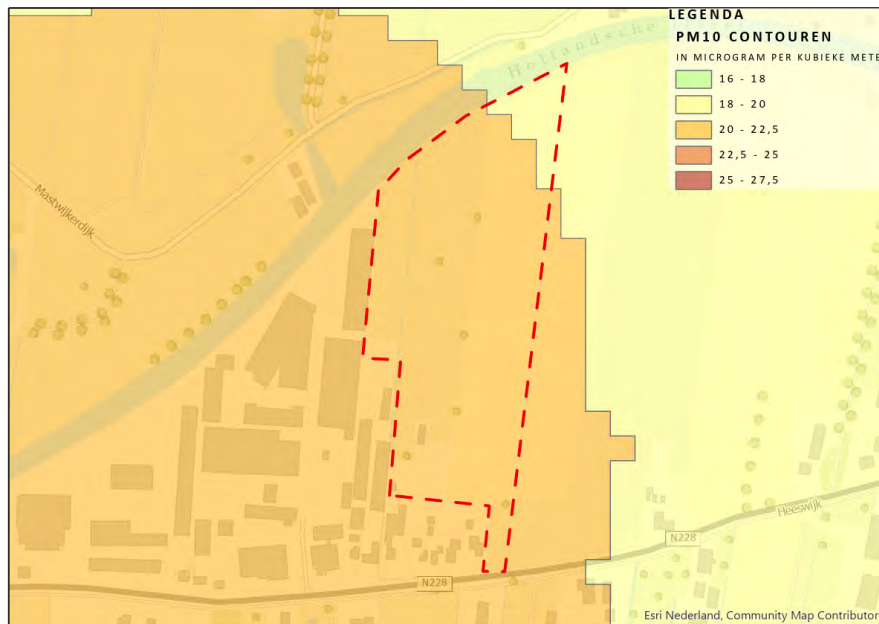 LEGENDA
PM10 CONTOUREN
IN MICROGRAM PER KUBIEKE METE
16 - 18
18 - 20
20 - 22,5
22,5 - 25
25 - 27,5
Hollandsche
Mastwijkerdijk
Heeswijk
N228
N228
Esri Nederland, Community Map Contributor